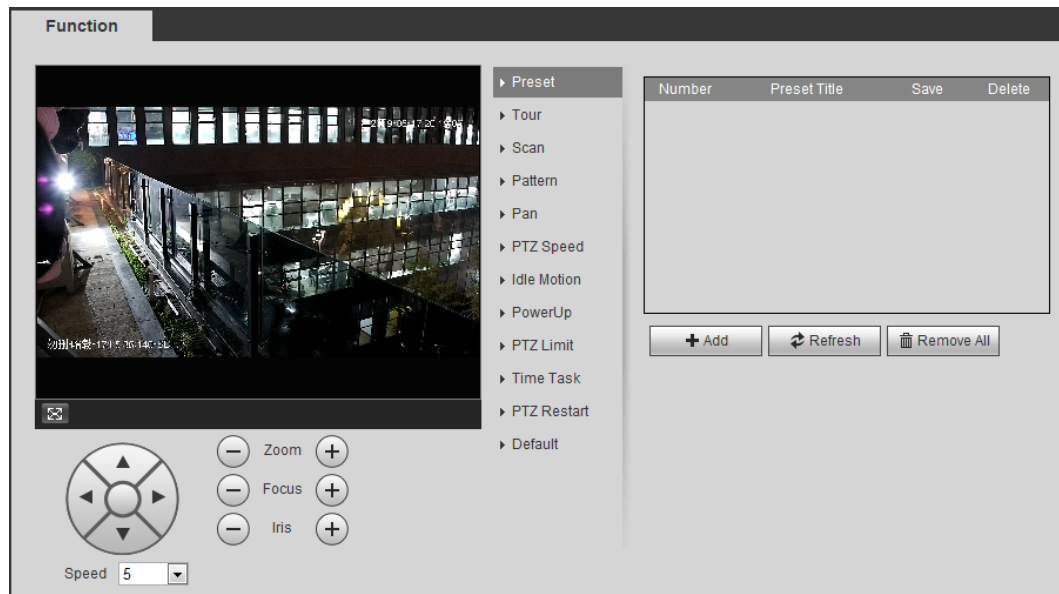 Function
Preset
Tour
Scan
Pattern
Pan
PTZ Speed
Idle Motion
PowerUp
PTZ Limit
Time Task
PTZ Restart
Default
Number Preset Title Save Delete
Add Refresh Remove All
Zoom
Focus
Iris
Speed 5